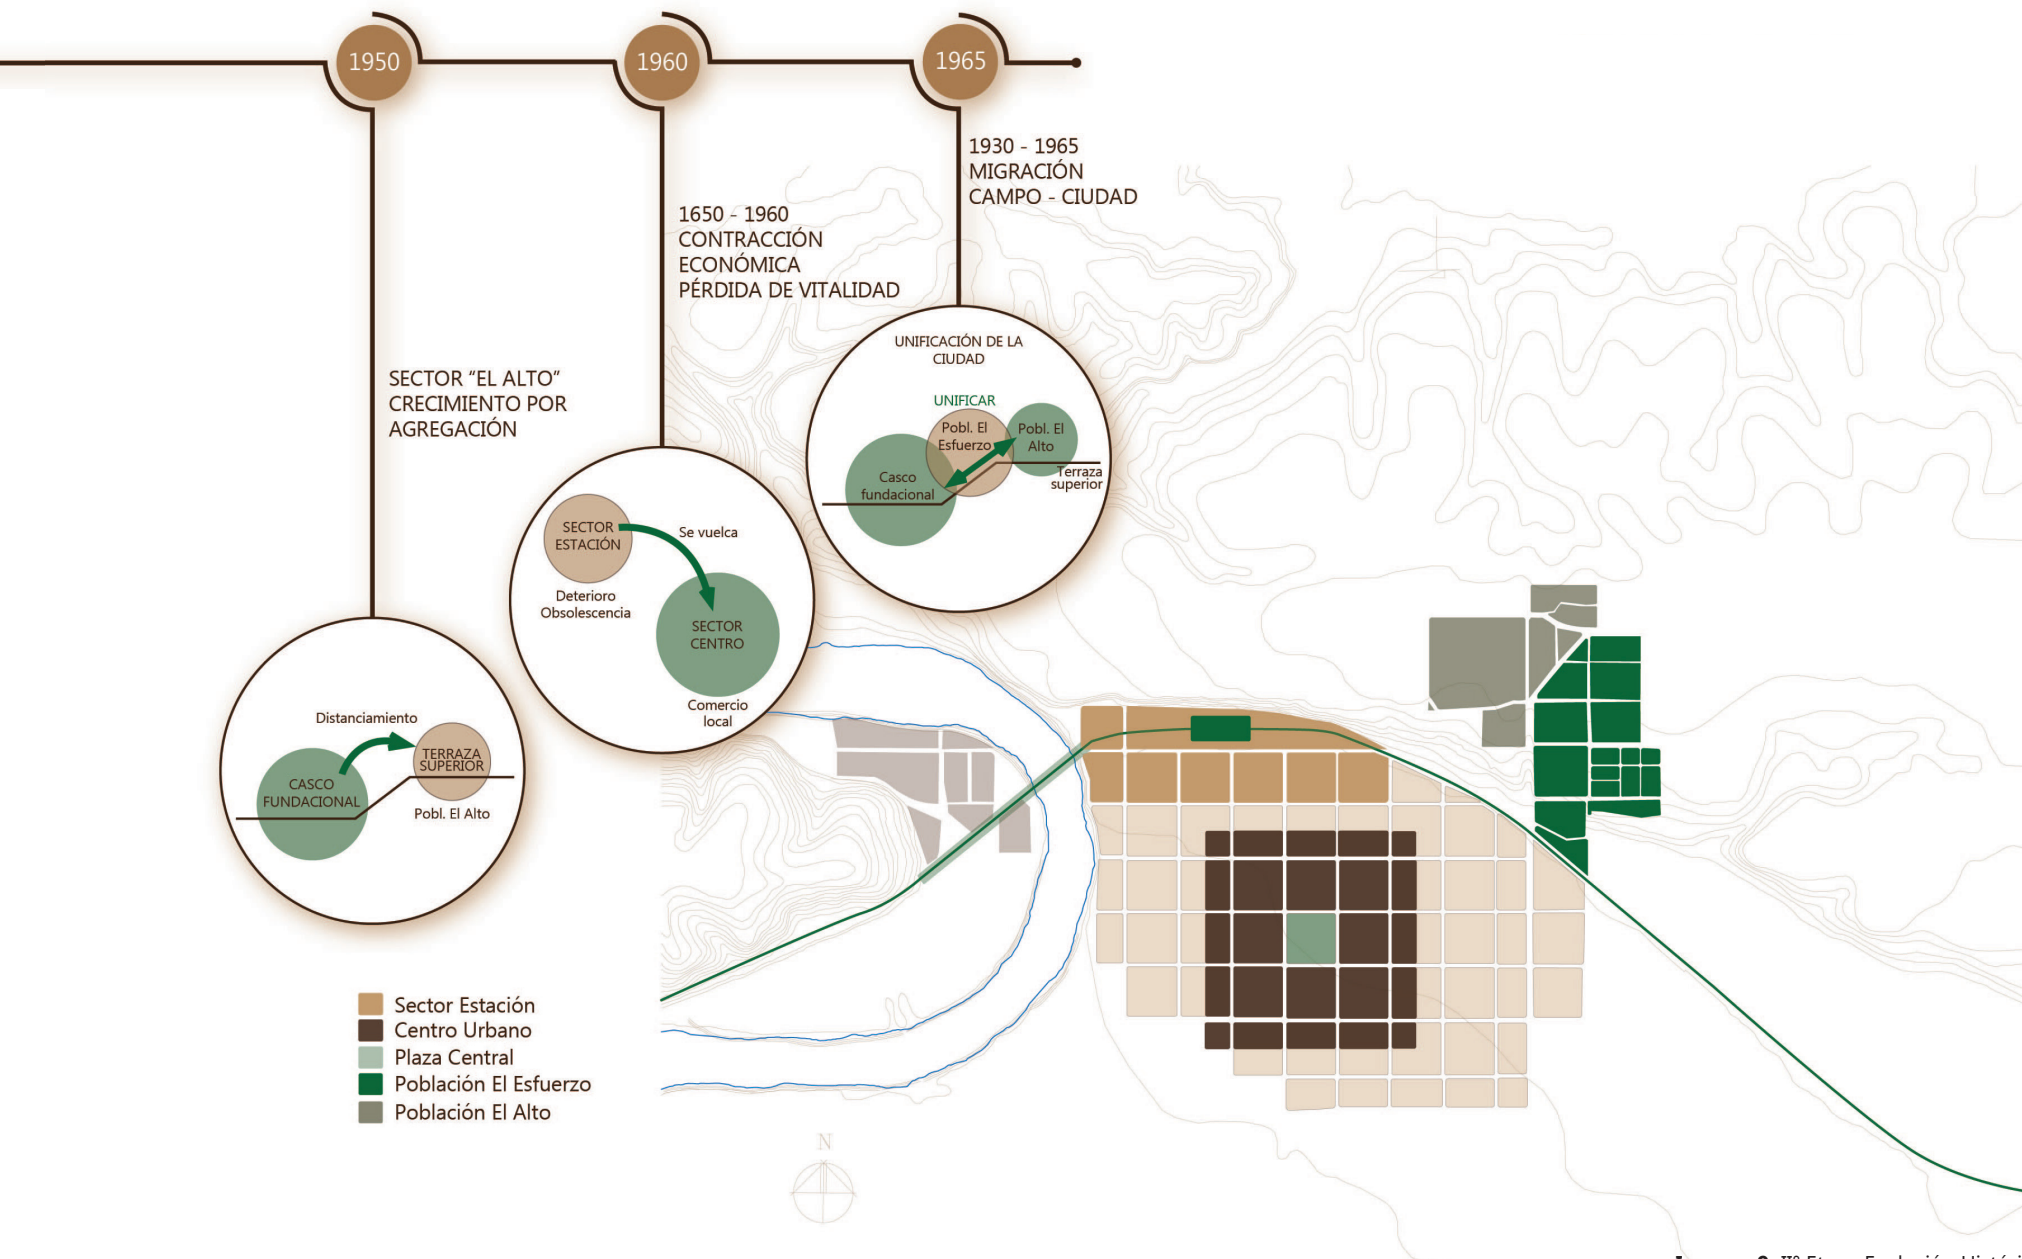 1950
1960
1965
1930 - 1965
MIGRACIÓN
CAMPO - CIUDAD
1650 - 1960
CONTRACCIÓN
ECONÓMICA
PÉRDIDA DE VITALIDAD
SECTOR “EL ALTO”
CRECIMIENTO POR
AGREGACIÓN
UNIFICACIÓN DE LA
CIUDAD
UNIFICAR
Pobl. El
Esfuerzo
Pobl. El
Alto
Casco
fundacional
Terraza
superior
SECTOR
ESTACIÓN
Se vuelca
Deterioro
Obsolescencia
SECTOR
CENTRO
Comercio
local
Distanciamiento
TERRAZA
SUPERIOR
CASCO
FUNDACIONAL
Pobl. El Alto
Sector Estación
Centro Urbano
Plaza Central
Población El Esfuerzo
Población El Alto
N